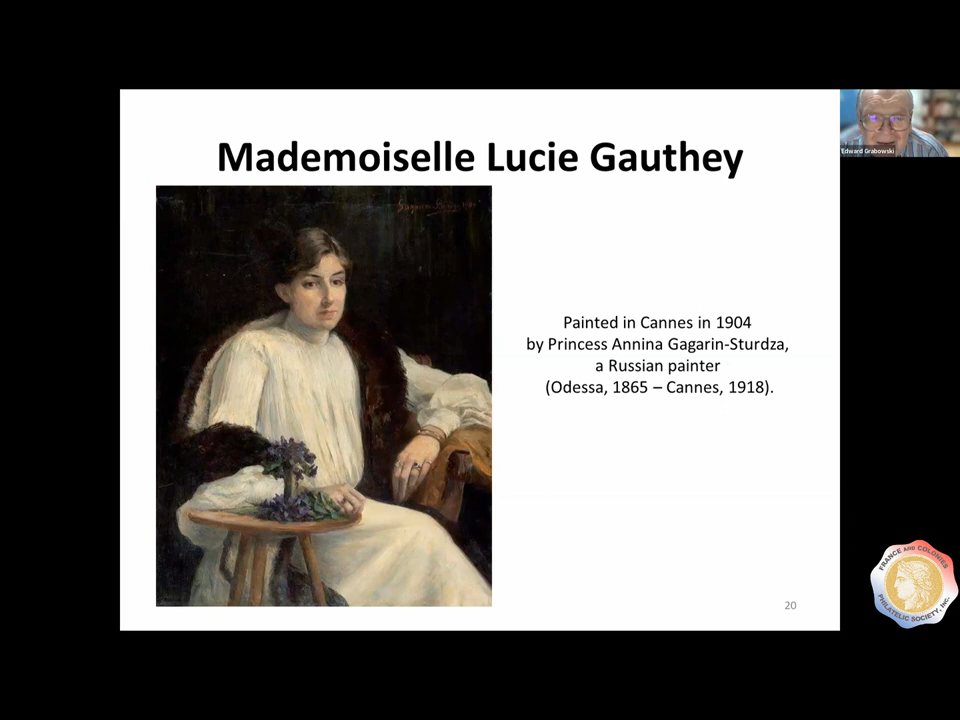 Mademoiselle Lucie Gauthey
Painted in Cannes in 1904
by Princess Annina Gagarin-Sturdza,
a Russian painter
(Odessa, 1865 – Cannes, 1918).
20
Edward Grabowski
FRANCE AND COLONIES
PHILATELIC SOCIETY, INC.